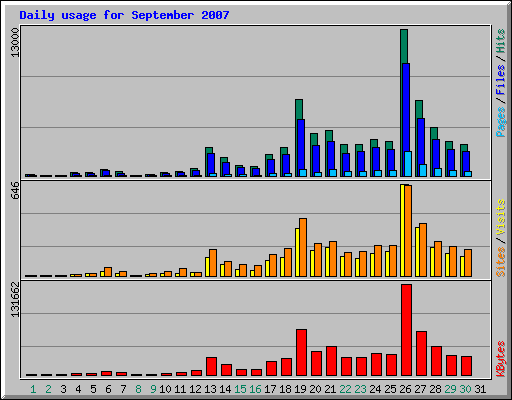 Daily usage for September 2007
13000
Pages / Files / Hits
646
Sites / Visits
131662
KBytes
1 2 3 4 5 6 7 8 9 10 11 12 13 14 15 16 17 18 19 20 21 22 23 24 25 26 27 28 29 30 31